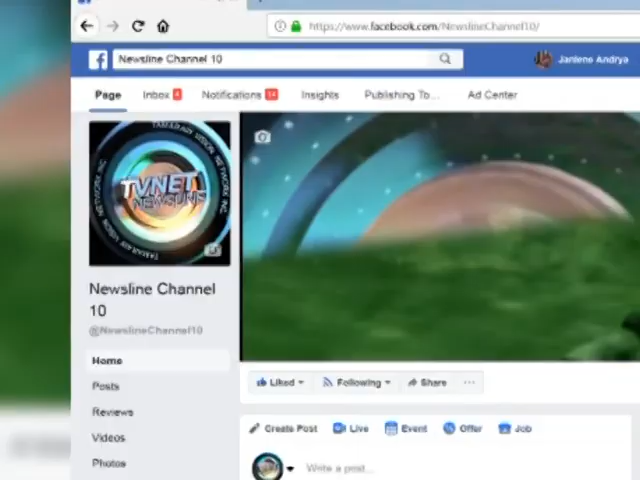 https://www.facebook.com/NewslineChannel10/
Newsline Channel 10
Janlene Andrya
Page Inbox 4 Notifications 14 Insights Publishing To... Ad Center
TVNET
NEWSLINE
Newsline Channel
10
@NewslineChannel10
Home
Posts
Reviews
Videos
Photos
Liked Following Share ...
Create Post Live Event Offer Job
Write a post...